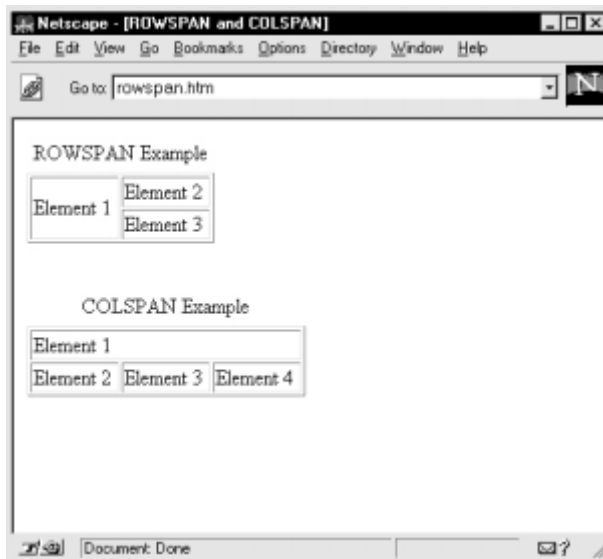 Netscape - [ROWSPAN and COLSPAN]
File Edit View Go Bookmarks Options Directory Window Help
Go to: rowspan.htm
N
ROWSPAN Example
Element 1 Element 2
Element 3
COLSPAN Example
Element 1
Element 2 Element 3 Element 4
Document: Done
?